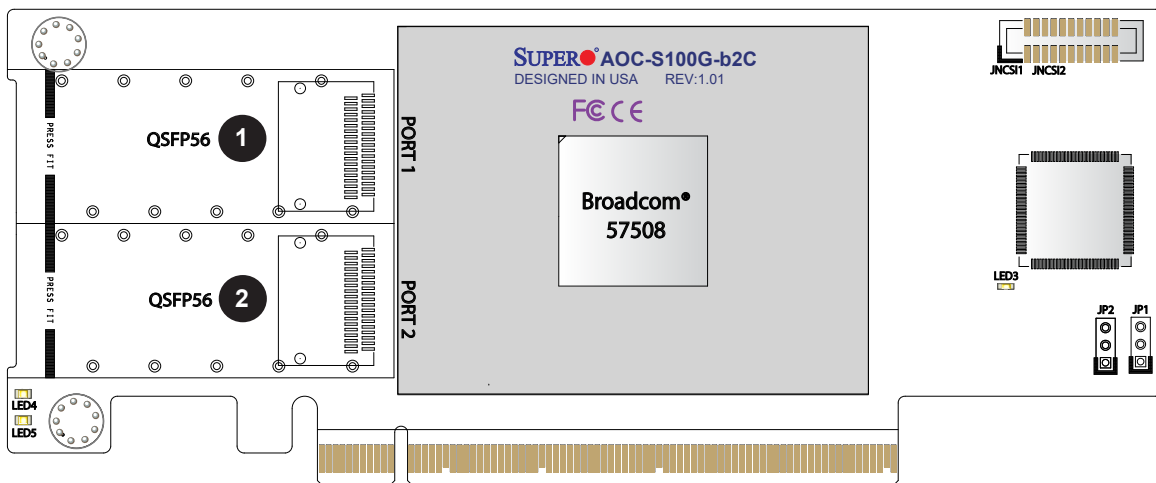 SUPER® AOC-S100G-b2C
DESIGNED IN USA REV:1.01
FC CE
JNCSI1 JNCSI2
PRESS FIT
QSFP56 1
PORT 1
Broadcom®
57508
PRESS FIT
QSFP56 2
PORT 2
LED3
JP2 JP1
LED4
LED5